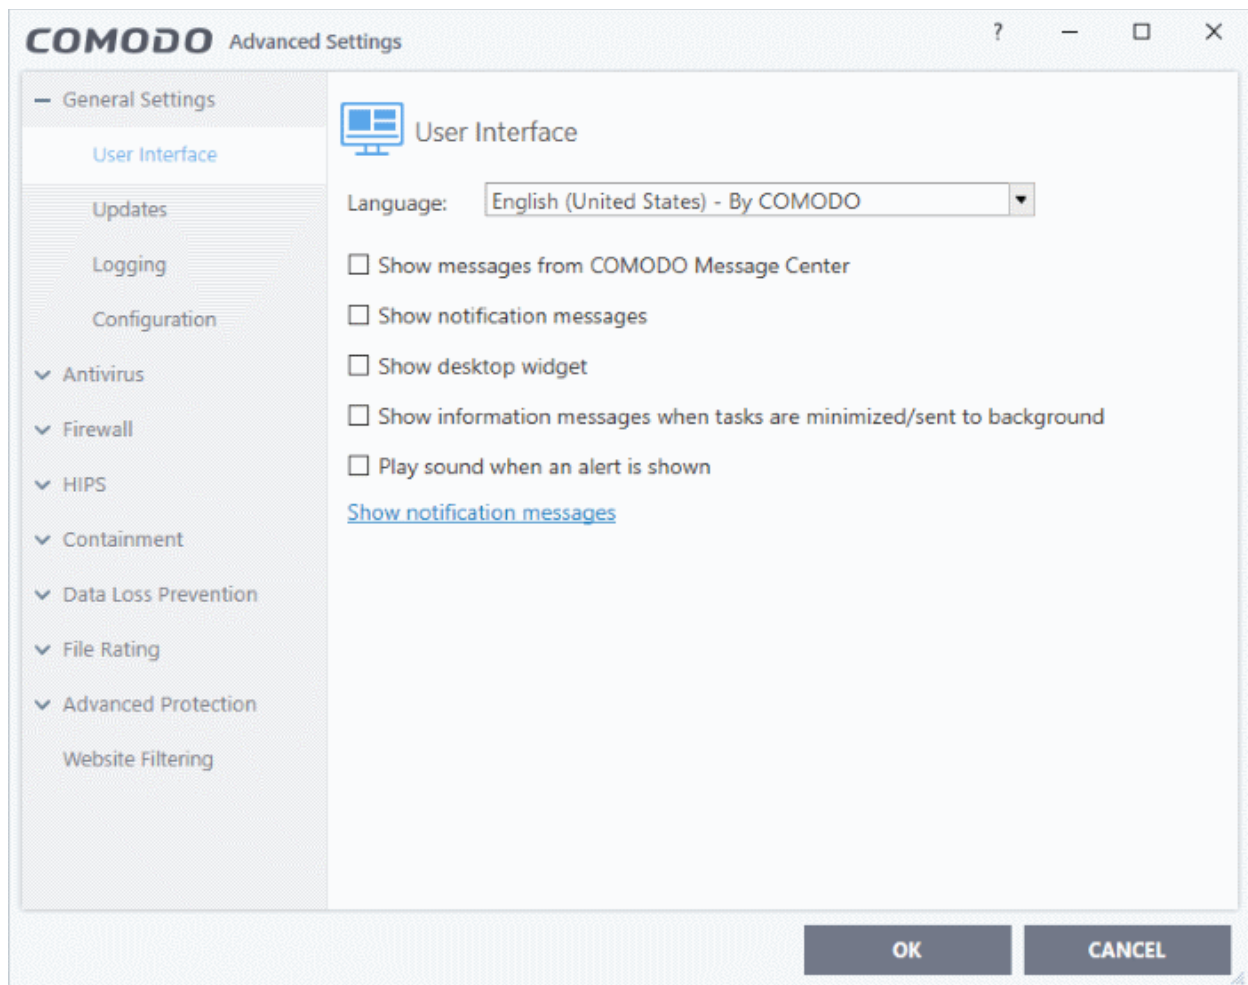 COMODO Advanced Settings ?
General Settings
User Interface
Updates
Logging
Configuration
Antivirus
Firewall
HIPS
Containment
Data Loss Prevention
File Rating
Advanced Protection
Website Filtering
User Interface
Language: English (United States) - By COMODO
Show messages from COMODO Message Center
Show notification messages
Show desktop widget
Show information messages when tasks are minimized/sent to background
Play sound when an alert is shown
Show notification messages
OK CANCEL